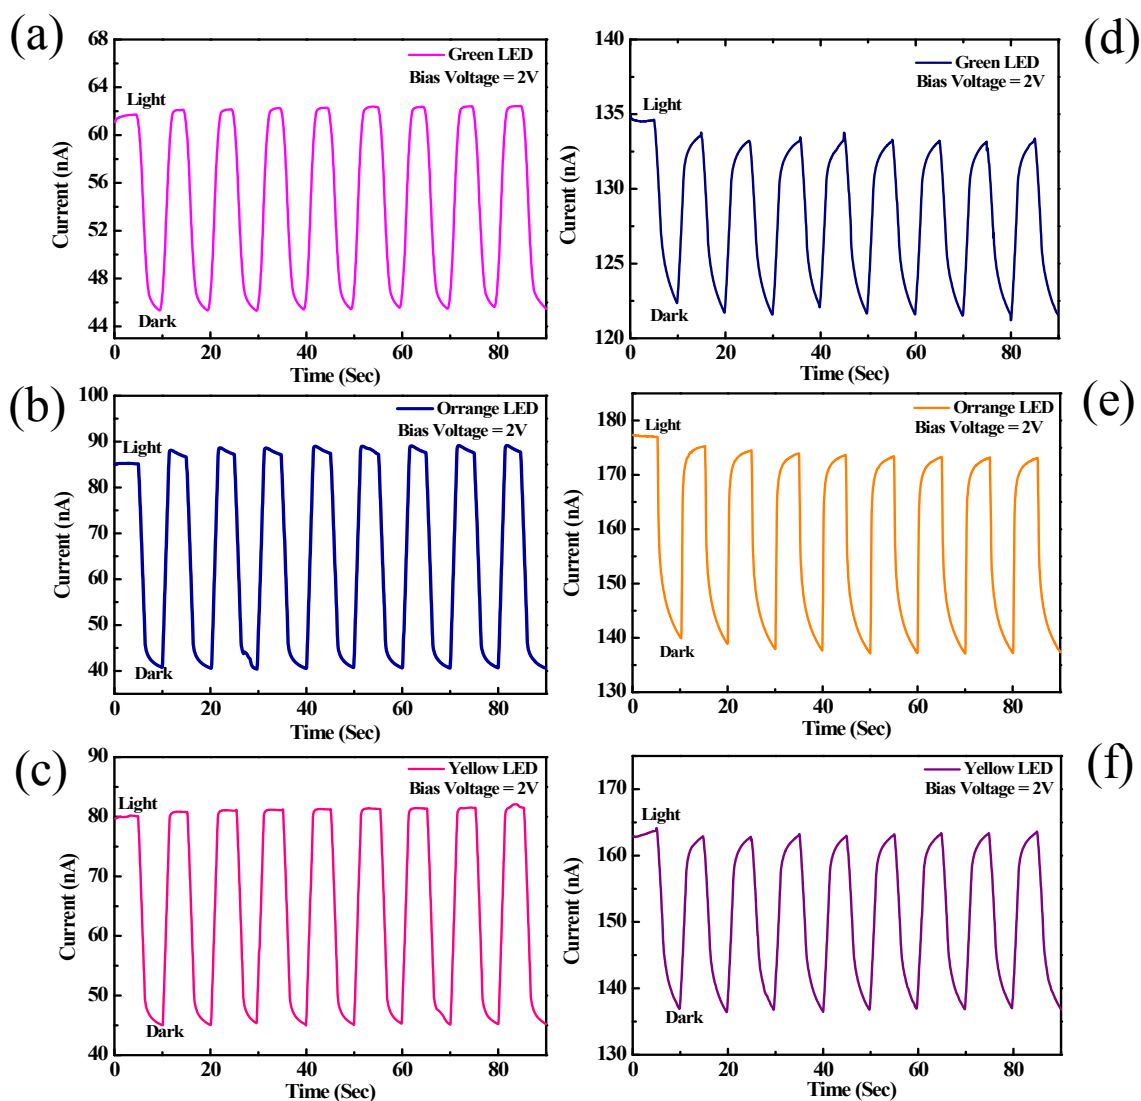 (a)
68
64
60
56
52
48
44
Current (nA)
Green LED
Bias Voltage = 2V
Light
Dark
0 20 40 60 80
Time (Sec)
(d)
140
135
130
125
120
Curent (nA)
Green LED
Bias Voltage = 2V
Light
Dark
0 20 40 60 80
Time (Sec)
(b)
100
90
80
70
60
50
40
Current (nA)
Orrange LED
Bias Voltage = 2V
Light
Dark
0 20 40 60 80
Time (Sec)
(e)
180
170
160
150
140
130
Current (nA)
Orrange LED
Bias Voltage = 2V
Light
Dark
0 20 40 60 80
Time (Sec)
(c)
90
80
70
60
50
40
Current (nA)
Yellow LED
Bias Voltage = 2V
Light
Dark
0 20 40 60 80
Time (Sec)
(f)
170
160
150
140
130
Current (nA)
Yellow LED
Bias Voltage = 2V
Light
Dark
0 20 40 60 80
Time (Sec)